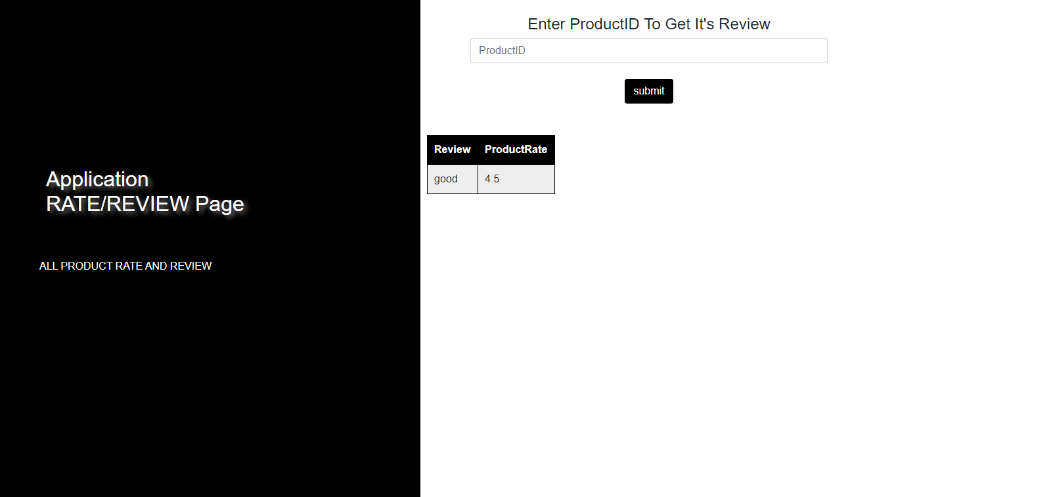 Application
RATE/REVIEW Page
ALL PRODUCT RATE AND REVIEW
Enter ProductID To Get It's Review
ProductID
submit
Review ProductRate
good 4.5